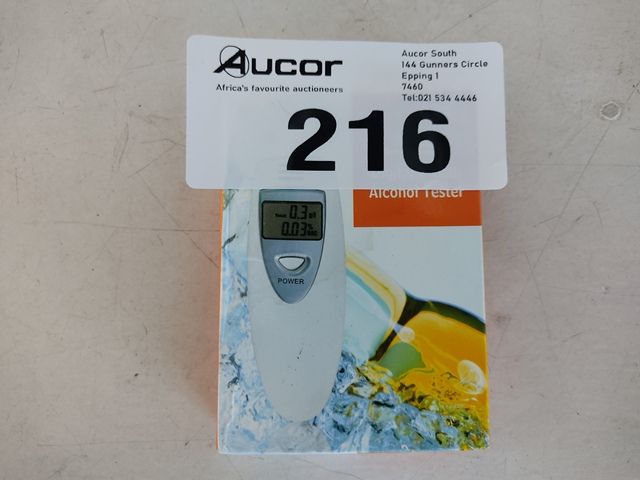 AUCOR
Africa's favourite auctioneers
Aucor South
144 Gunners Circle
Epping 1
7460
Tel:021 534 4446
216
Alcohol Tester
0.3 g/l
0.03 %
POWER